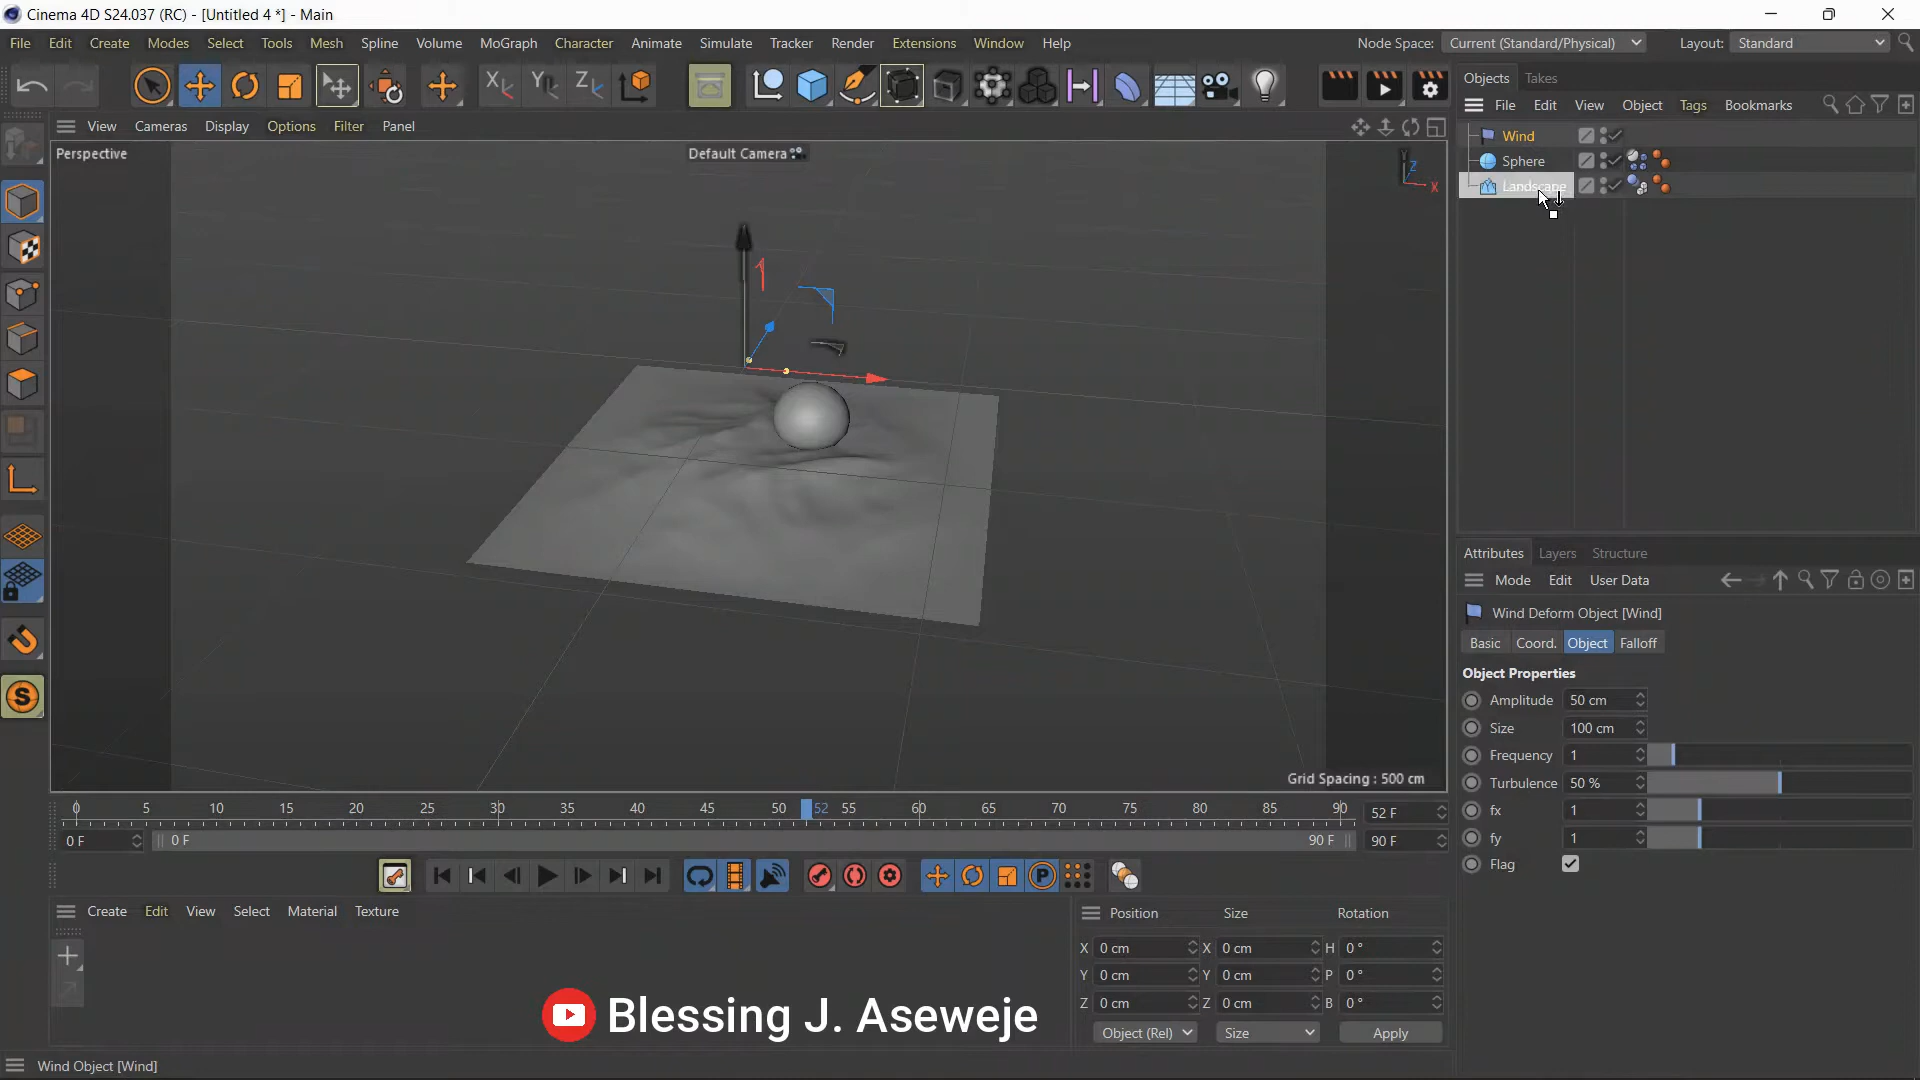 Cinema 4D S24.037 (RC) - [Untitled 4 *] - Main
File Edit Create Modes Select Tools Mesh Spline Volume MoGraph Character Animate Simulate Tracker Render Extensions Window Help
Node Space: Current (Standard/Physical) Layout: Standard
Objects Takes
File Edit View Object Tags Bookmarks
View Cameras Display Options Filter Panel
Perspective
Default Camera
Y
Z
X
Wind
Sphere
Landscape
Grid Spacing : 500 cm
Attributes Layers Structure
Mode Edit User Data
Wind Deform Object [Wind]
Basic Coord. Object Falloff
Object Properties
Amplitude 50 cm
Size 100 cm
Frequency 1
Turbulence 50 %
fx 1
fy 1
Flag
0 5 10 15 20 25 30 35 40 45 50 52 55 60 65 70 75 80 85 90 52 F
0 F 0 F 90 F 90 F
Create Edit View Select Material Texture
Position Size Rotation
X 0 cm X 0 cm H 0 °
Y 0 cm Y 0 cm P 0 °
Z 0 cm Z 0 cm B 0 °
Object (Rel) Size Apply
Blessing J. Aseweje
Wind Object [Wind]